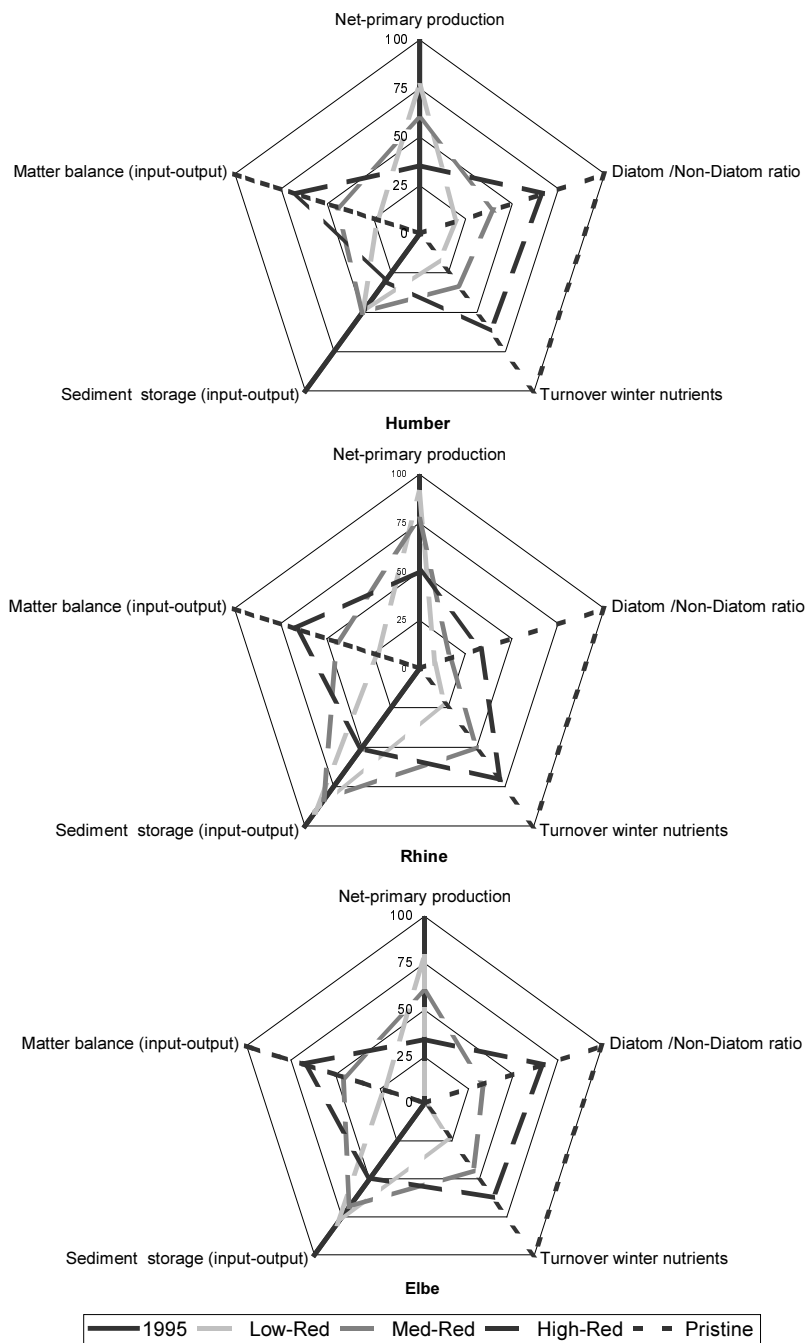 Net-primary production
100
75
50
25
0
Matter balance (input-output)
Diatom /Non-Diatom ratio
Sediment storage (input-output)
Turnover winter nutrients
Humber
Net-primary production
100
75
50
25
0
Matter balance (input-output)
Diatom /Non-Diatom ratio
Sediment storage (input-output)
Turnover winter nutrients
Rhine
Net-primary production
100
75
50
25
0
Matter balance (input-output)
Diatom /Non-Diatom ratio
Sediment storage (input-output)
Turnover winter nutrients
Elbe
1995 Low-Red Med-Red High-Red Pristine